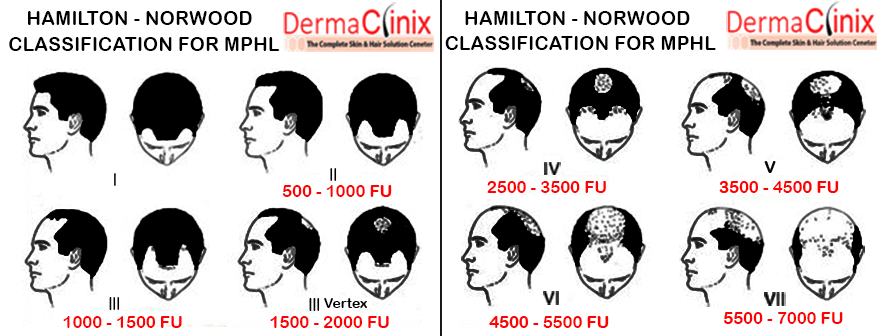 HAMILTON - NORWOOD
CLASSIFICATION FOR MPHL
DermaClinix
The Complete Skin & Hair Solution Ceneter
I
II
500 - 1000 FU
III
1000 - 1500 FU
III Vertex
1500 - 2000 FU
HAMILTON - NORWOOD
CLASSIFICATION FOR MPHL
DermaClinix
The Complete Skin & Hair Solution Ceneter
IV
2500 - 3500 FU
V
3500 - 4500 FU
VI
4500 - 5500 FU
VII
5500 - 7000 FU